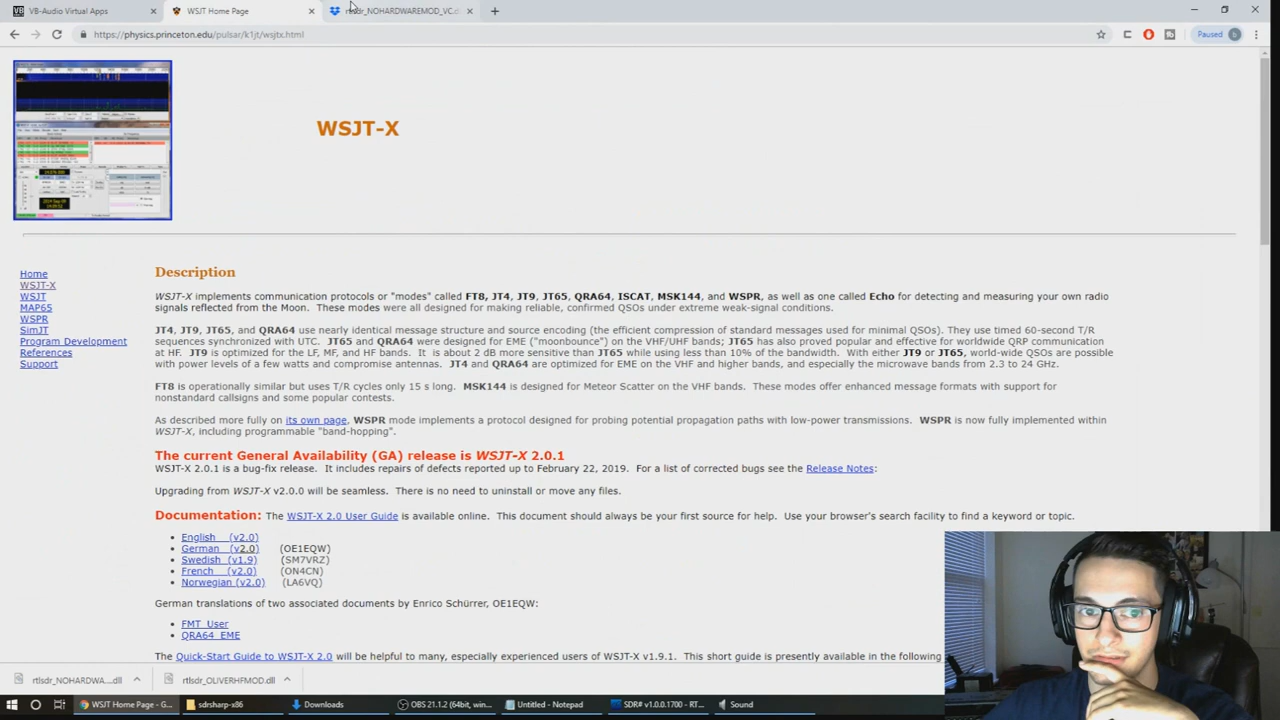 VB-Audio Virtual Apps
WSJT Home Page
rtlsdr_NOHARDWAREMOD_VC.d
https://physics.princeton.edu/pulsar/k1jt/wsjtx.html
Paused
WSJT-X
Home
WSJT-X
WSJT
MAP65
WSPR
SimJT
Program Development
References
Support
Description
WSJT-X implements communication protocols or "modes" called FT8, JT4, JT9, JT65, QRA64, ISCAT, MSK144, and WSPR, as well as one called Echo for detecting and measuring your own radio
signals reflected from the Moon. These modes were all designed for making reliable, confirmed QSOs under extreme weak-signal conditions.
JT4, JT9, JT65, and QRA64 use nearly identical message structure and source encoding (the efficient compression of standard messages used for minimal QSOs). They use timed 60-second T/R
sequences synchronized with UTC. JT65 and QRA64 were designed for EME ("moonbounce") on the VHF/UHF bands; JT65 has also proved popular and effective for worldwide QRP communication
at HF. JT9 is optimized for the LF, MF, and HF bands. It is about 2 dB more sensitive than JT65 while using less than 10% of the bandwidth. With either JT9 or JT65, world-wide QSOs are possible
with power levels of a few watts and compromise antennas. JT4 and QRA64 are optimized for EME on the VHF and higher bands, and especially the microwave bands from 2.3 to 24 GHz.
FT8 is operationally similar but uses T/R cycles only 15 s long. MSK144 is designed for Meteor Scatter on the VHF bands. These modes offer enhanced message formats with support for
nonstandard callsigns and some popular contests.
As described more fully on its own page, WSPR mode implements a protocol designed for probing potential propagation paths with low-power transmissions. WSPR is now fully implemented within
WSJT-X, including programmable "band-hopping".
The current General Availability (GA) release is WSJT-X 2.0.1
WSJT-X 2.0.1 is a bug-fix release. It includes repairs of defects reported up to February 22, 2019. For a list of corrected bugs see the Release Notes:
Upgrading from WSJT-X v2.0.0 will be seamless. There is no need to uninstall or move any files.
Documentation: The WSJT-X 2.0 User Guide is available online. This document should always be your first source for help. Use your browser's search facility to find a keyword or topic.
English (v2.0)
German (v2.0) (OE1EQW)
Swedish (v1.9) (SM7VRZ)
French (v2.0) (ON4CN)
Norwegian (v2.0) (LA6VQ)
German translations of two associated documents by Enrico Schürrer, OE1EQW:
FMT_User
QRA64_EME
The Quick-Start Guide to WSJT-X 2.0 will be helpful to many, especially experienced users of WSJT-X v1.9.1. This short guide is presently available in the following
rtlsdr_NOHARDWA....dll
rtlsdr_OLIVERHFMOD.dll
WSJT Home Page - G...
sdrsharp-x86
Downloads
OBS 21.1.2 (64bit, win...
Untitled - Notepad
SDR# v1.0.0.1700 - RT...
Sound